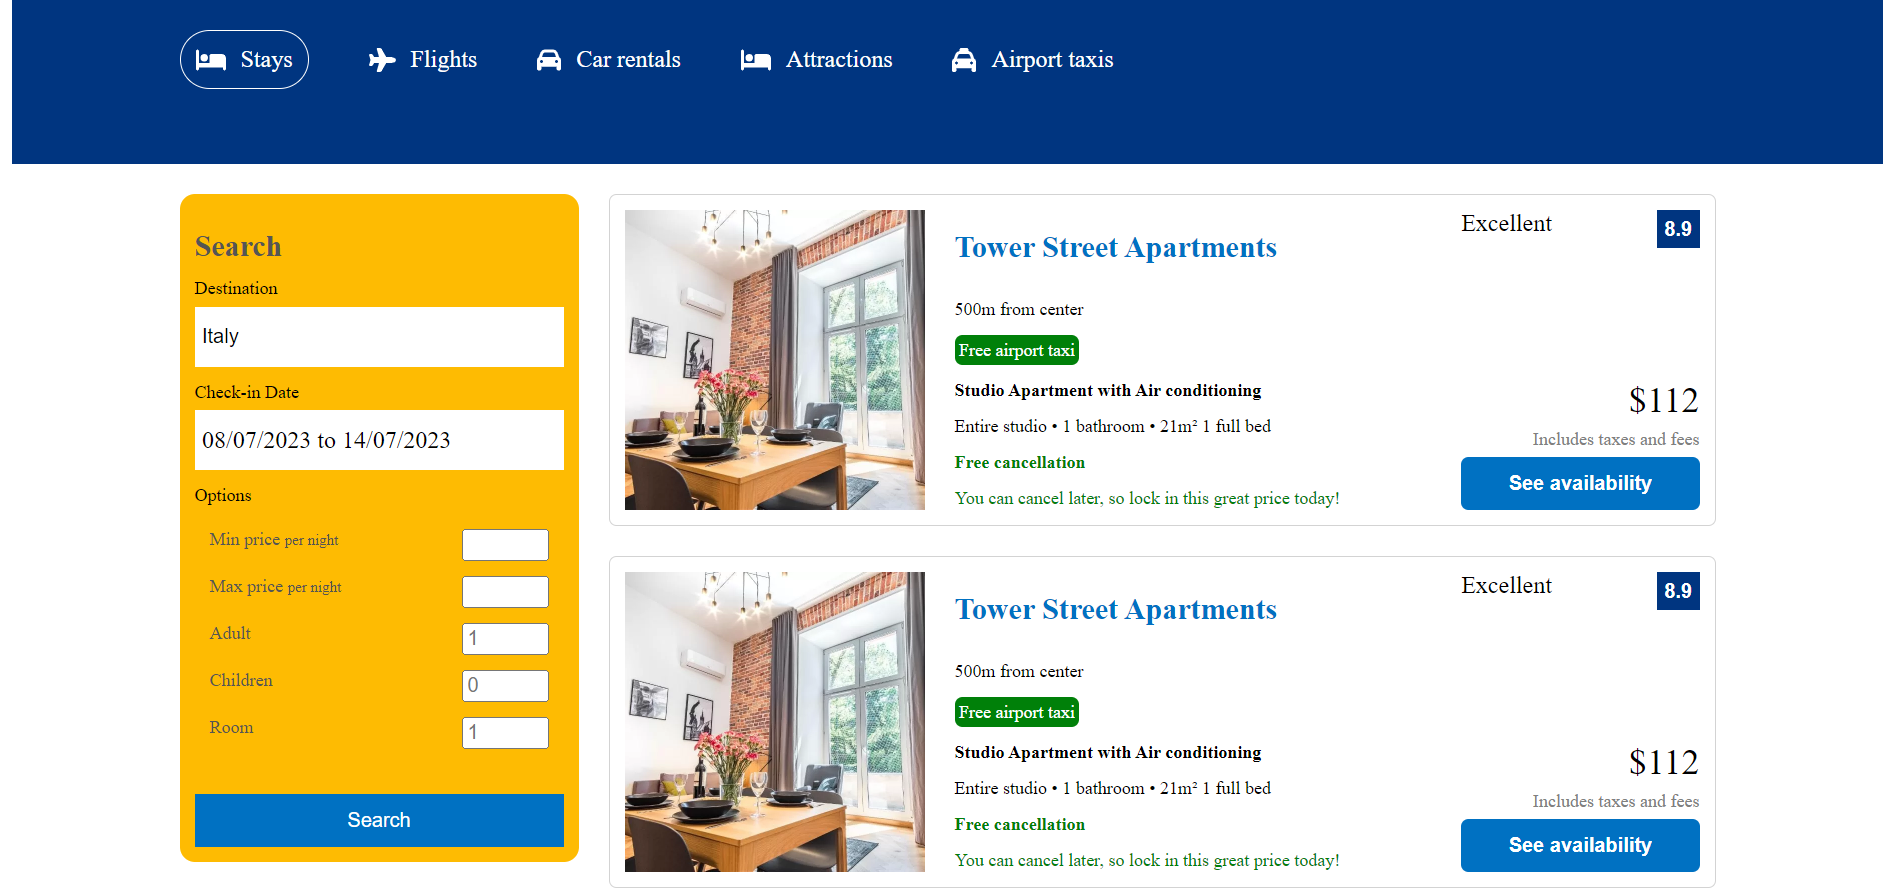 Stays
Flights
Car rentals
Attractions
Airport taxis
Search
Destination
Italy
Check-in Date
08/07/2023 to 14/07/2023
Options
Min price per night
Max price per night
Adult
1
Children
0
Room
1
Search
Tower Street Apartments
500m from center
Free airport taxi
Studio Apartment with Air conditioning
Entire studio • 1 bathroom • 21m² 1 full bed
Free cancellation
You can cancel later, so lock in this great price today!
Excellent
8.9
$112
Includes taxes and fees
See availability
Tower Street Apartments
500m from center
Free airport taxi
Studio Apartment with Air conditioning
Entire studio • 1 bathroom • 21m² 1 full bed
Free cancellation
You can cancel later, so lock in this great price today!
Excellent
8.9
$112
Includes taxes and fees
See availability